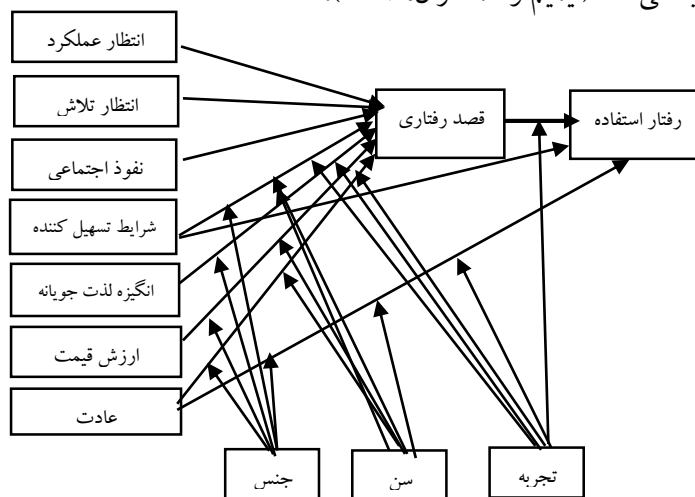 انتظار عملکرد
انتظار تلاش
نفوذ اجتماعی
شرایط تسهیل کننده
انگیزه لذت جویانه
ارزش قیمت
عادت
قصد رفتاری
رفتار استفاده
جنس
سن
تجربه